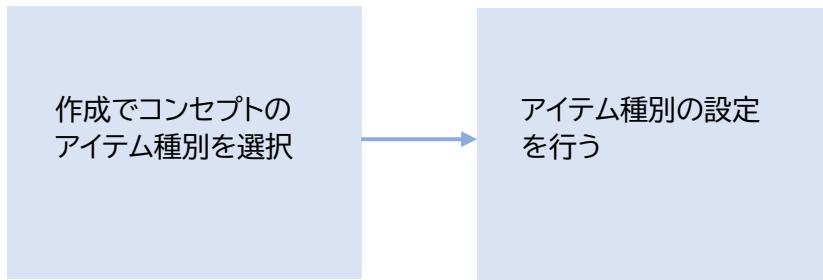 作成でコンセプトの
アイテム種別を選択
アイテム種別の設定
を行う